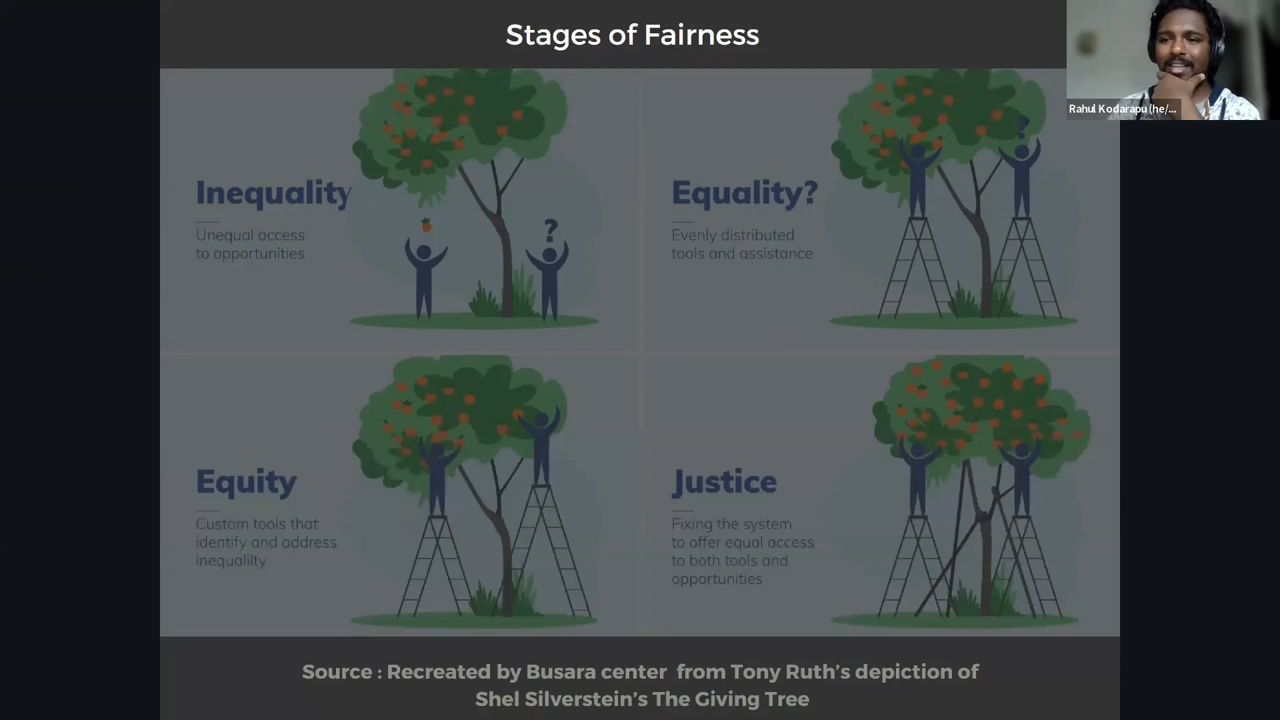 Stages of Fairness
Rahul Kodarapu (he/...
Inequality
Unequal access
to opportunities
?
Equality?
Evenly distributed
tools and assistance
?
Equity
Custom tools that
identify and address
inequalilty
Justice
Fixing the system
to offer equal access
to both tools and
opportunities
Source : Recreated by Busara center from Tony Ruth's depiction of
Shel Silverstein's The Giving Tree